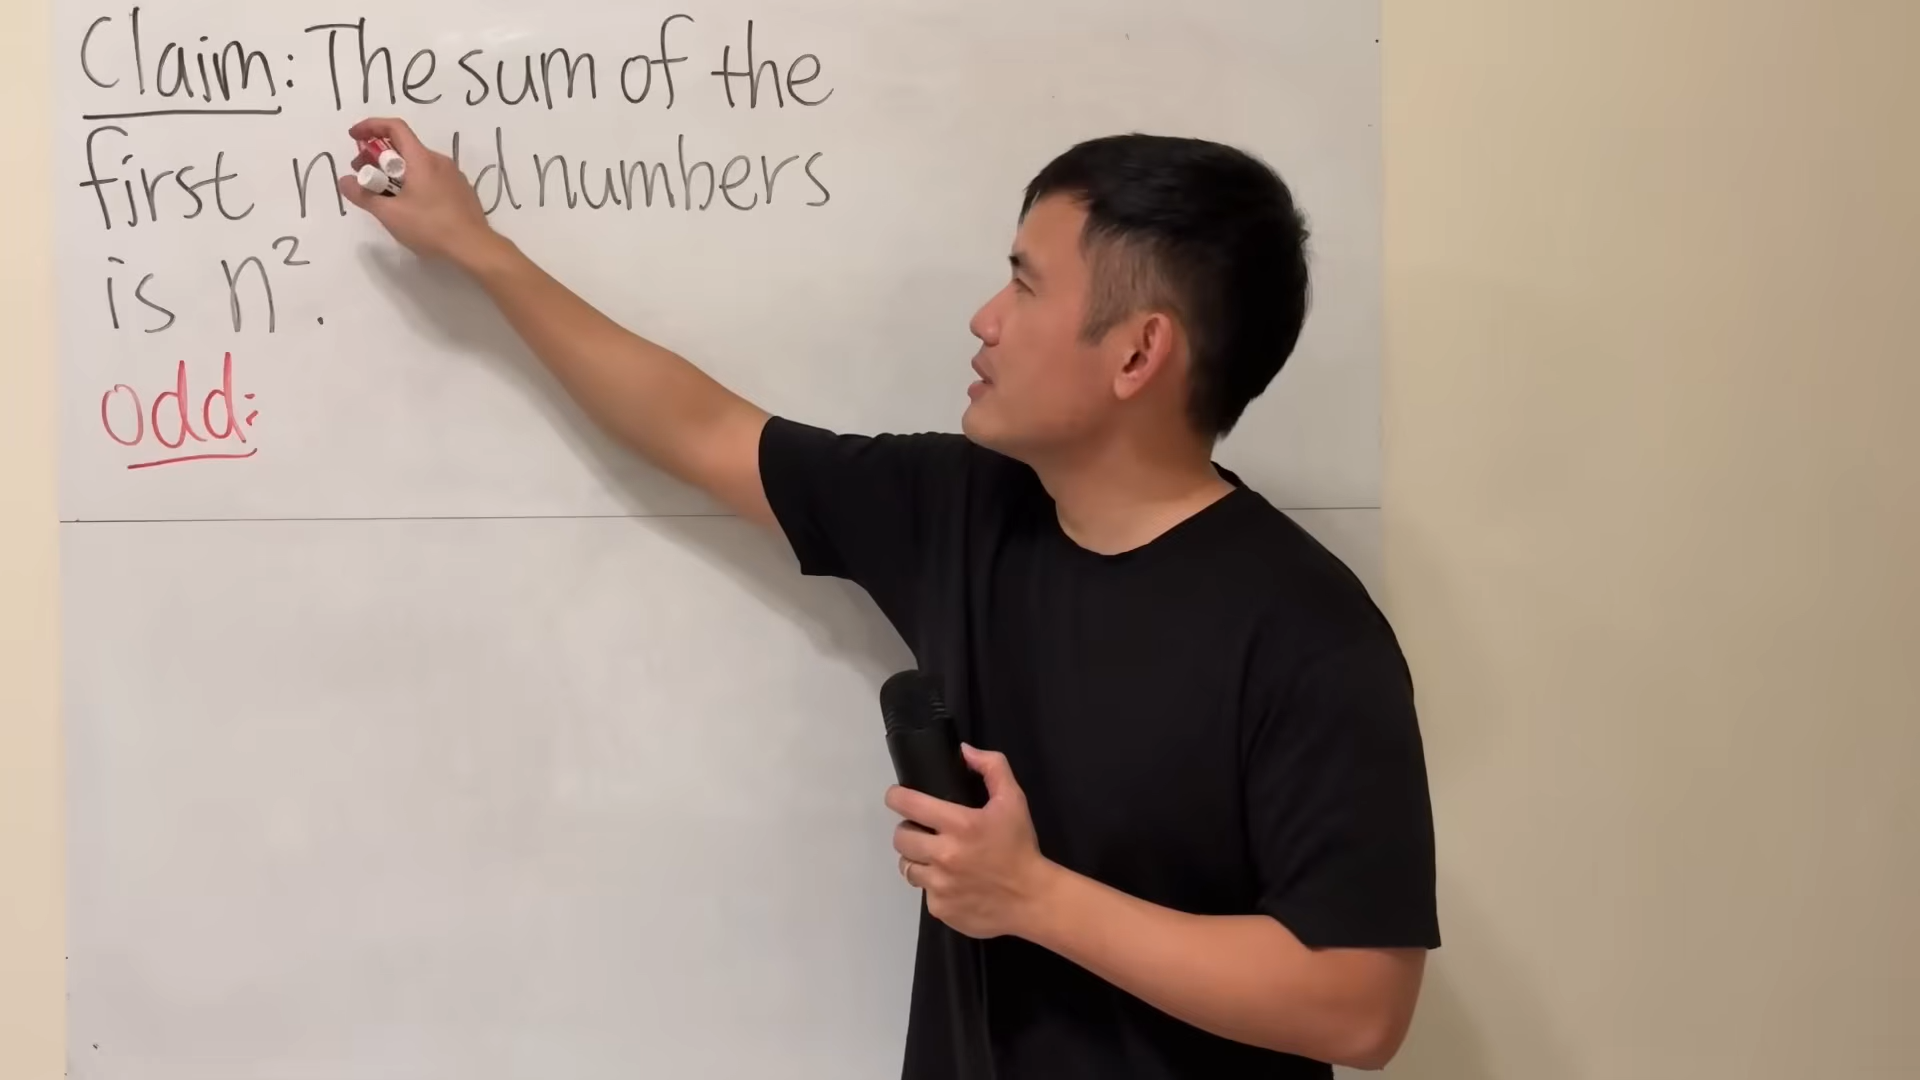 Claim: The sum of the
first n numbers
is n².
Odd: